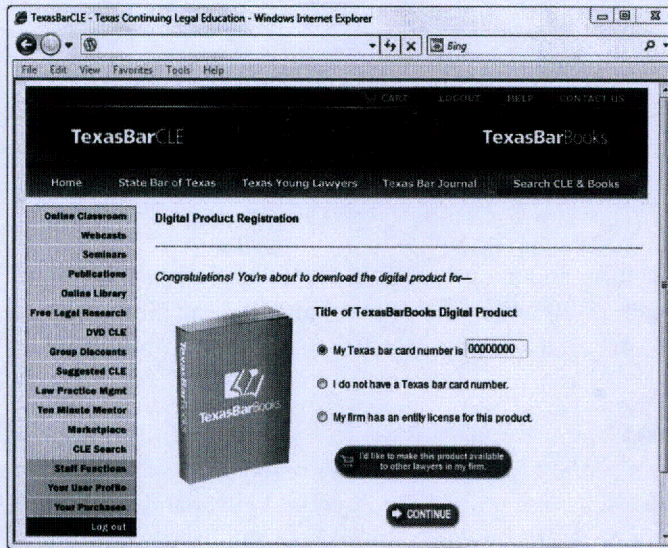 TexasBarCLE - Texas Continuing Legal Education - Windows Internet Explorer
Bing
File Edit View Favorites Tools Help
CART LOGOUT HELP CONTACT US
TexasBarCLE TexasBarBooks
Home State Bar of Texas Texas Young Lawyers Texas Bar Journal Search CLE & Books
Online Classroom
Webcasts
Seminars
Publications
Online Library
Free Legal Research
DVD CLE
Group Discounts
Suggested CLE
Law Practice Mgmt
Ten Minute Mentor
Marketplace
CLE Search
Staff Functions
Your User Profile
Your Purchases
Log out
Digital Product Registration
Congratulations! You're about to download the digital product for—
TexasBarBooks
TexasBarBooks
Title of TexasBarBooks Digital Product
My Texas bar card number is 00000000
I do not have a Texas bar card number.
My firm has an entity license for this product.
I'd like to make this product available
to other lawyers in my firm.
CONTINUE